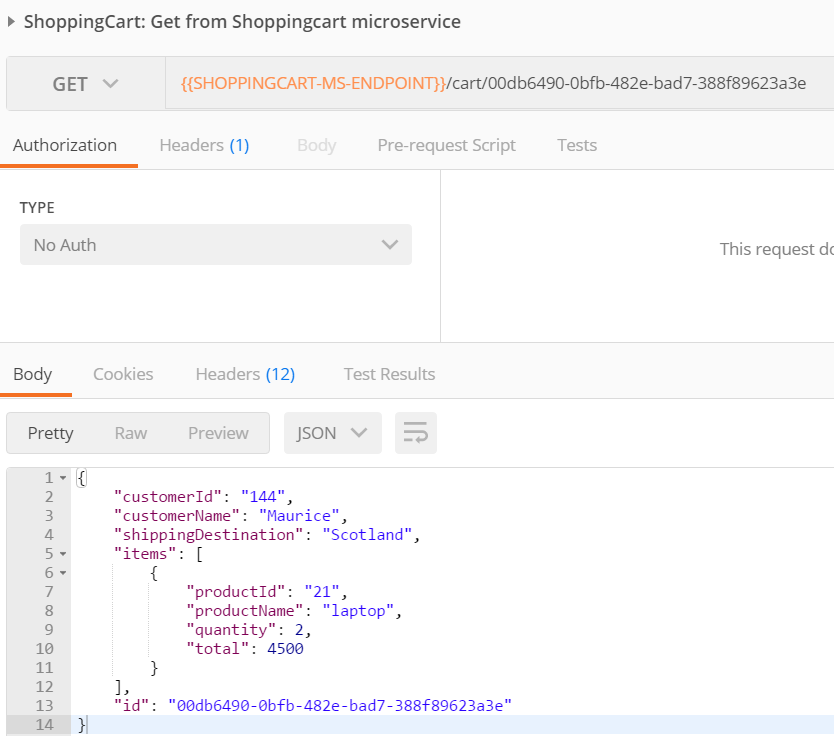 ShoppingCart: Get from Shoppingcart microservice
GET {{SHOPPINGCART-MS-ENDPOINT}}/cart/00db6490-0bfb-482e-bad7-388f89623a3e
Authorization Headers (1) Body Pre-request Script Tests
TYPE
No Auth
This request do
Body Cookies Headers (12) Test Results
Pretty Raw Preview JSON
1 {
2 "customerId": "144",
3 "customerName": "Maurice",
4 "shippingDestination": "Scotland",
5 "items": [
6 {
7 "productId": "21",
8 "productName": "laptop",
9 "quantity": 2,
10 "total": 4500
11 }
12 ],
13 "id": "00db6490-0bfb-482e-bad7-388f89623a3e"
14 }